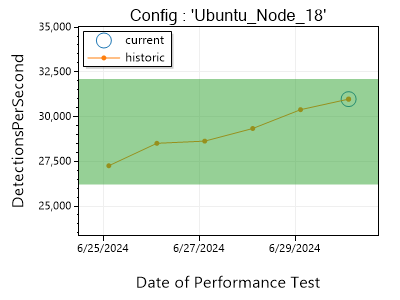 Config : 'Ubuntu_Node_18'
35,000
32,500
30,000
27,500
25,000
DetectionsPerSecond
current
historic
6/25/2024
6/27/2024
6/29/2024
Date of Performance Test